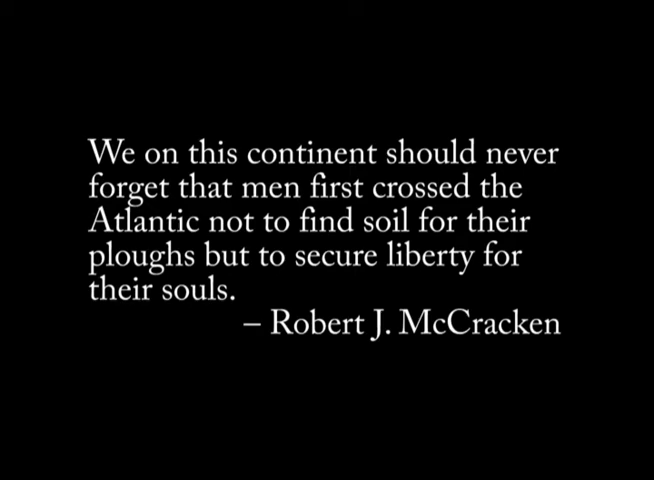 We on this continent should never
forget that men first crossed the
Atlantic not to find soil for their
ploughs but to secure liberty for
their souls.
– Robert J. McCracken